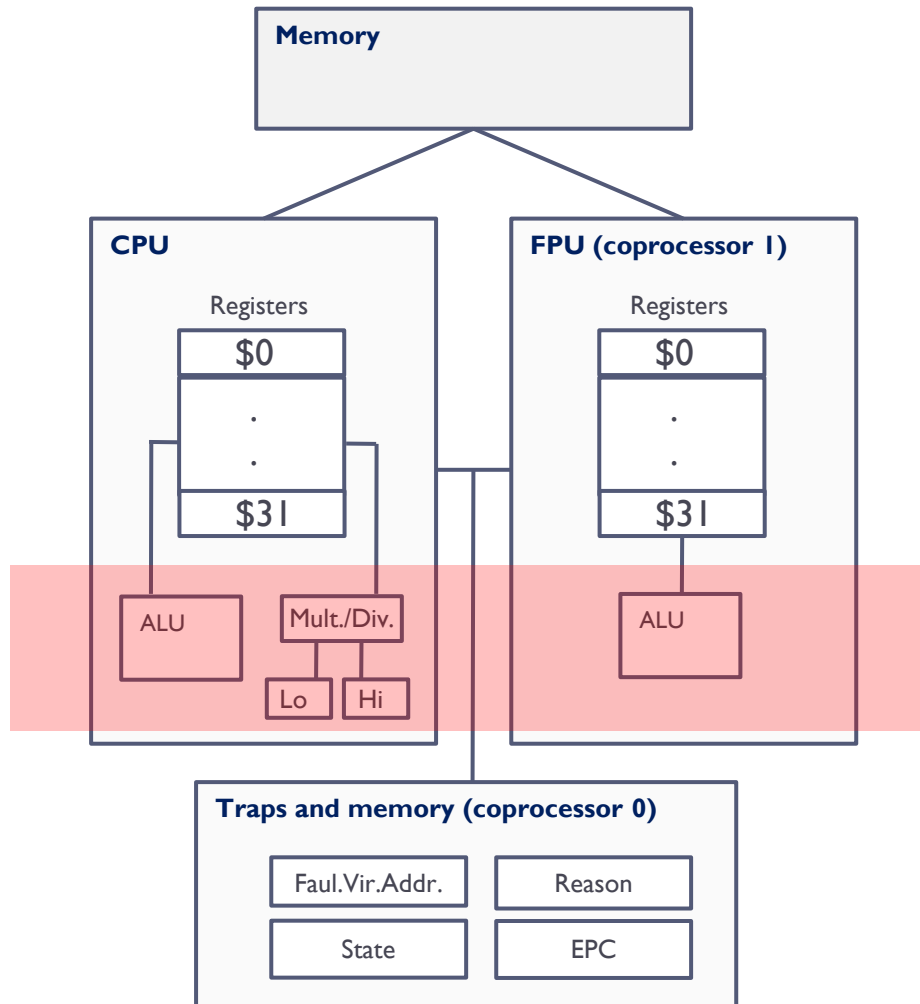 Memory
CPU
Registers
$0
.
.
$31
ALU
Mult./Div.
Lo
Hi
FPU (coprocessor 1)
Registers
$0
.
.
$31
ALU
Traps and memory (coprocessor 0)
Faul.Vir.Addr.
Reason
State
EPC